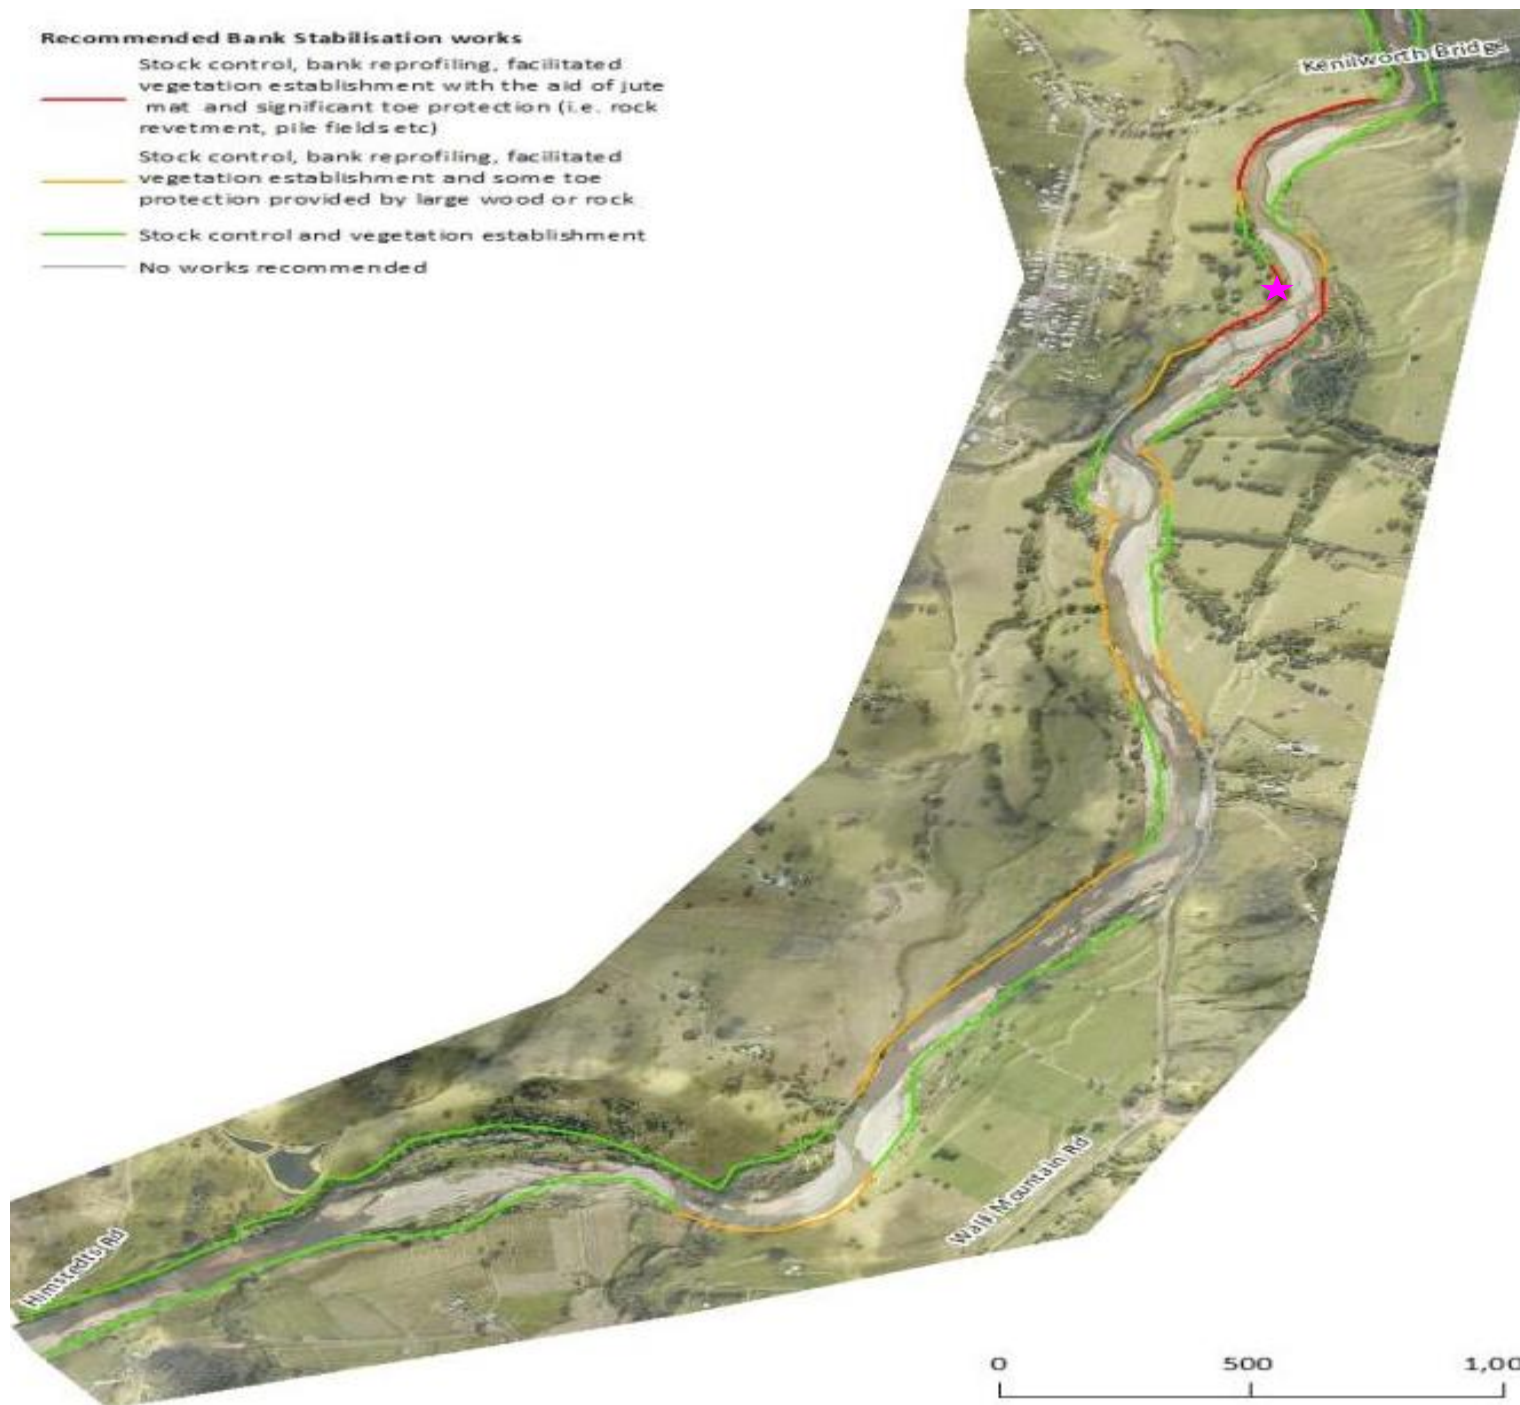 Recommended Bank Stabilisation works
Stock control, bank reprofiling, facilitated
vegetation establishment with the aid of jute
mat and significant toe protection (i.e. rock
revetment, pile fields etc)
Stock control, bank reprofiling, facilitated
vegetation establishment and some toe
protection provided by large wood or rock
Stock control and vegetation establishment
No works recommended
Kenilworth Bridge
Walli Mountain Rd
Himstedts Rd
0 500 1,00